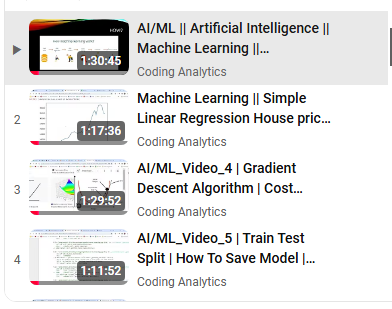 AI/ML || Artificial Intelligence ||
Machine Learning ||...
1:30:45
Coding Analytics
2
Machine Learning || Simple
Linear Regression House pric...
1:17:36
Coding Analytics
3
AI/ML_Video_4 | Gradient
Descent Algorithm | Cost...
1:29:52
Coding Analytics
4
AI/ML_Video_5 | Train Test
Split | How To Save Model |...
1:11:52
Coding Analytics